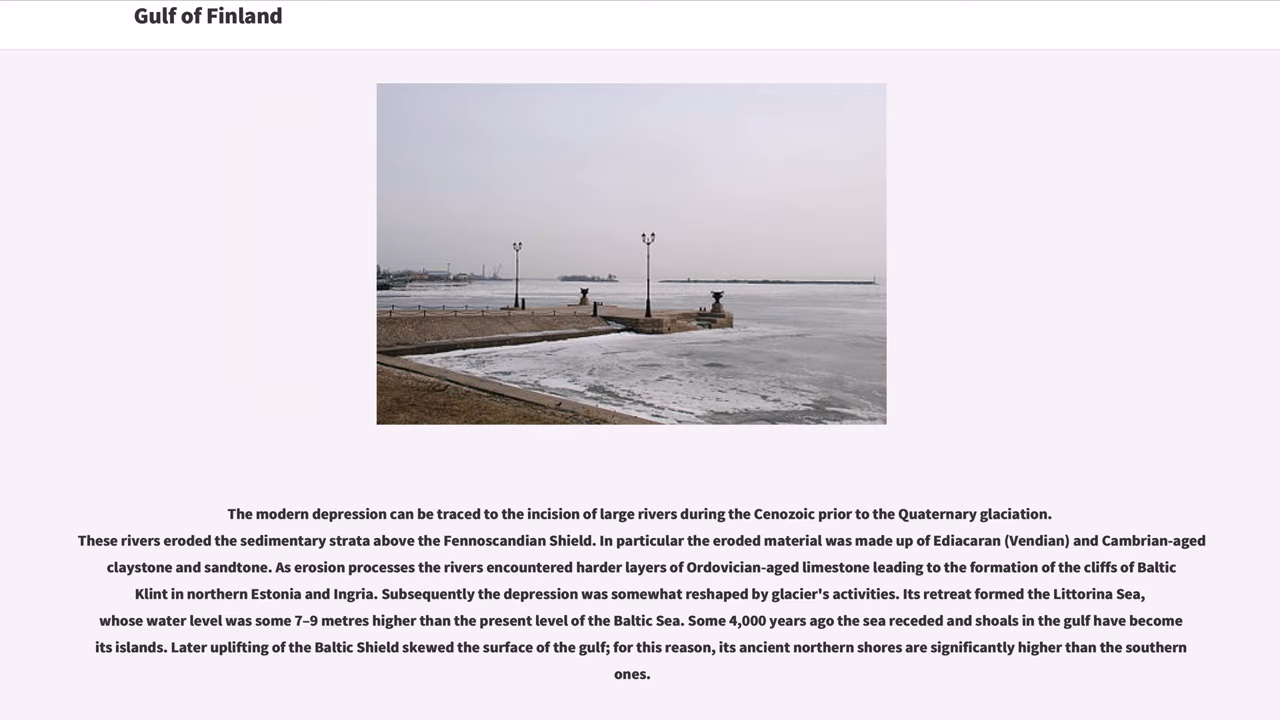 Gulf of Finland
The modern depression can be traced to the incision of large rivers during the Cenozoic prior to the Quaternary glaciation.
These rivers eroded the sedimentary strata above the Fennoscandian Shield. In particular the eroded material was made up of Ediacaran (Vendian) and Cambrian-aged
claystone and sandtone. As erosion processes the rivers encountered harder layers of Ordovician-aged limestone leading to the formation of the cliffs of Baltic
Klint in northern Estonia and Ingria. Subsequently the depression was somewhat reshaped by glacier's activities. Its retreat formed the Littorina Sea,
whose water level was some 7–9 metres higher than the present level of the Baltic Sea. Some 4,000 years ago the sea receded and shoals in the gulf have become
its islands. Later uplifting of the Baltic Shield skewed the surface of the gulf; for this reason, its ancient northern shores are significantly higher than the southern
ones.